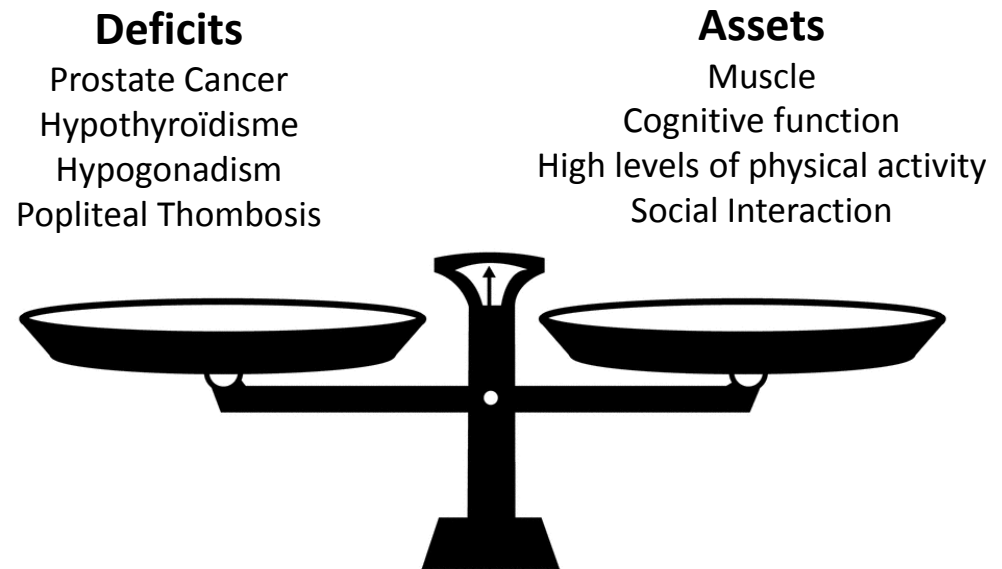 Deficits
Prostate Cancer
Hypothyroïdisme
Hypogonadism
Popliteal Thombosis
Assets
Muscle
Cognitive function
High levels of physical activity
Social Interaction